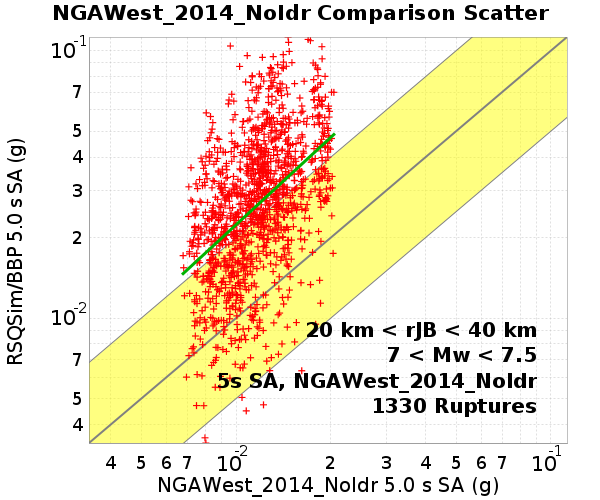 NGAWest_2014_NoIdr Comparison Scatter
RSQSim/BBP 5.0 s SA (g)
10-1
7
5
4
3
2
10-2
7
5
4
20 km < rJB < 40 km
7 < Mw < 7.5
5s SA, NGAWest_2014_NoIdr
1330 Ruptures
4 5 6 7 10-2 2 3 4 5 6 7 10-1
NGAWest_2014_NoIdr 5.0 s SA (g)